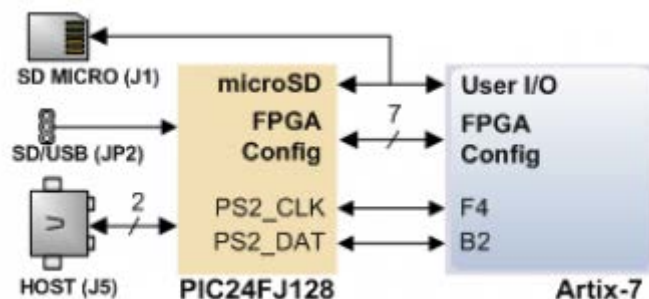 SD MICRO (J1)
microSD
User I/O
FPGA
Config
7
FPGA
Config
SD/USB (JP2)
2
PS2_CLK
F4
PS2_DAT
B2
HOST (J5)
PIC24FJ128
Artix-7